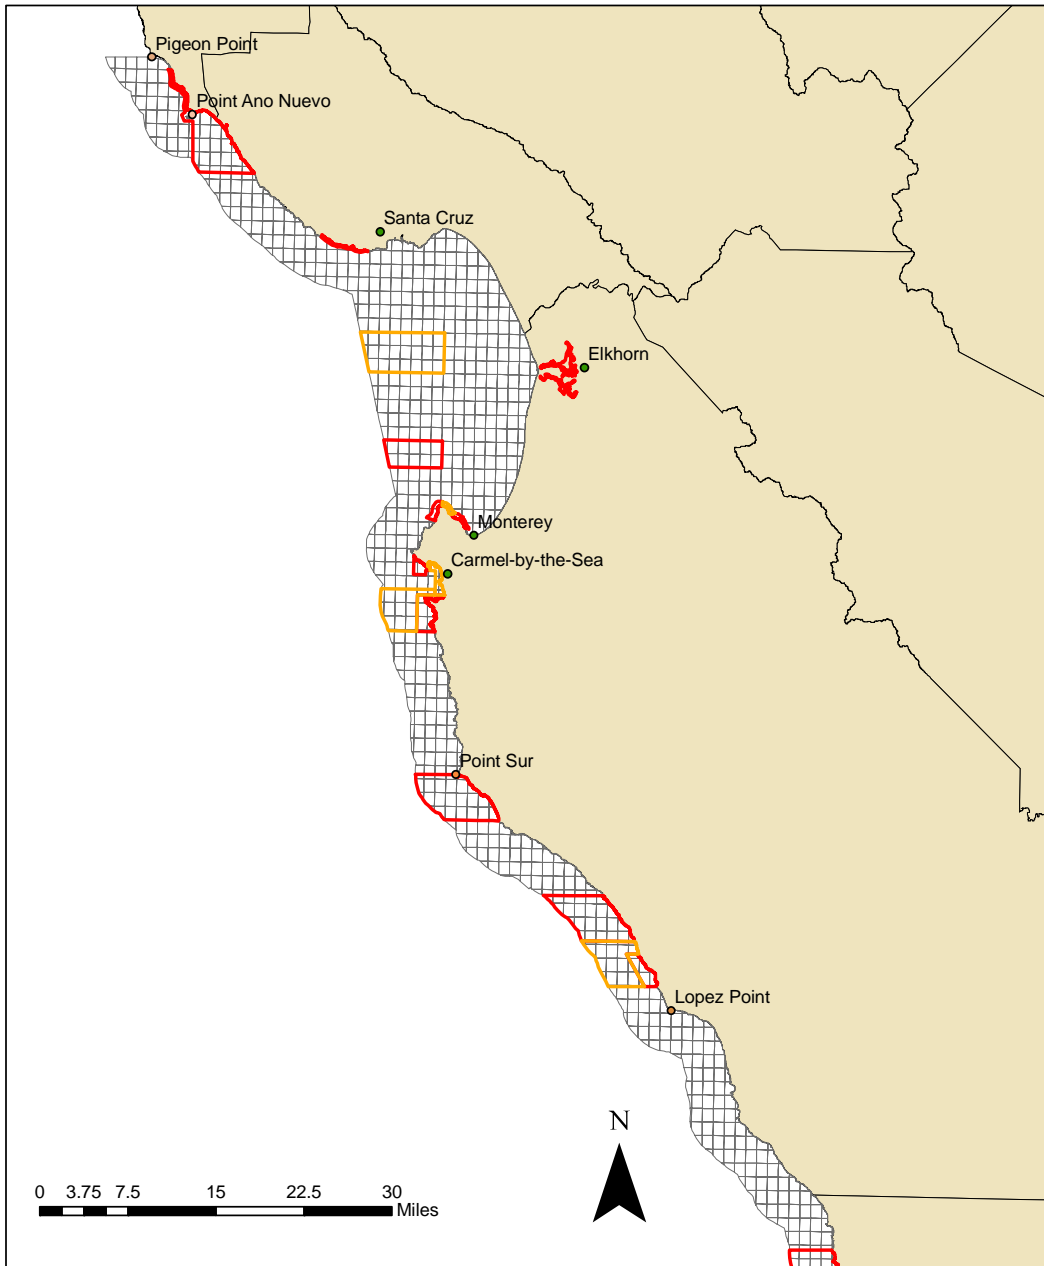 Pigeon Point
Point Ano Nuevo
Santa Cruz
Elkhorn
Monterey
Carmel-by-the-Sea
Point Sur
Lopez Point
N
0 3.75 7.5 15 22.5 30
Miles